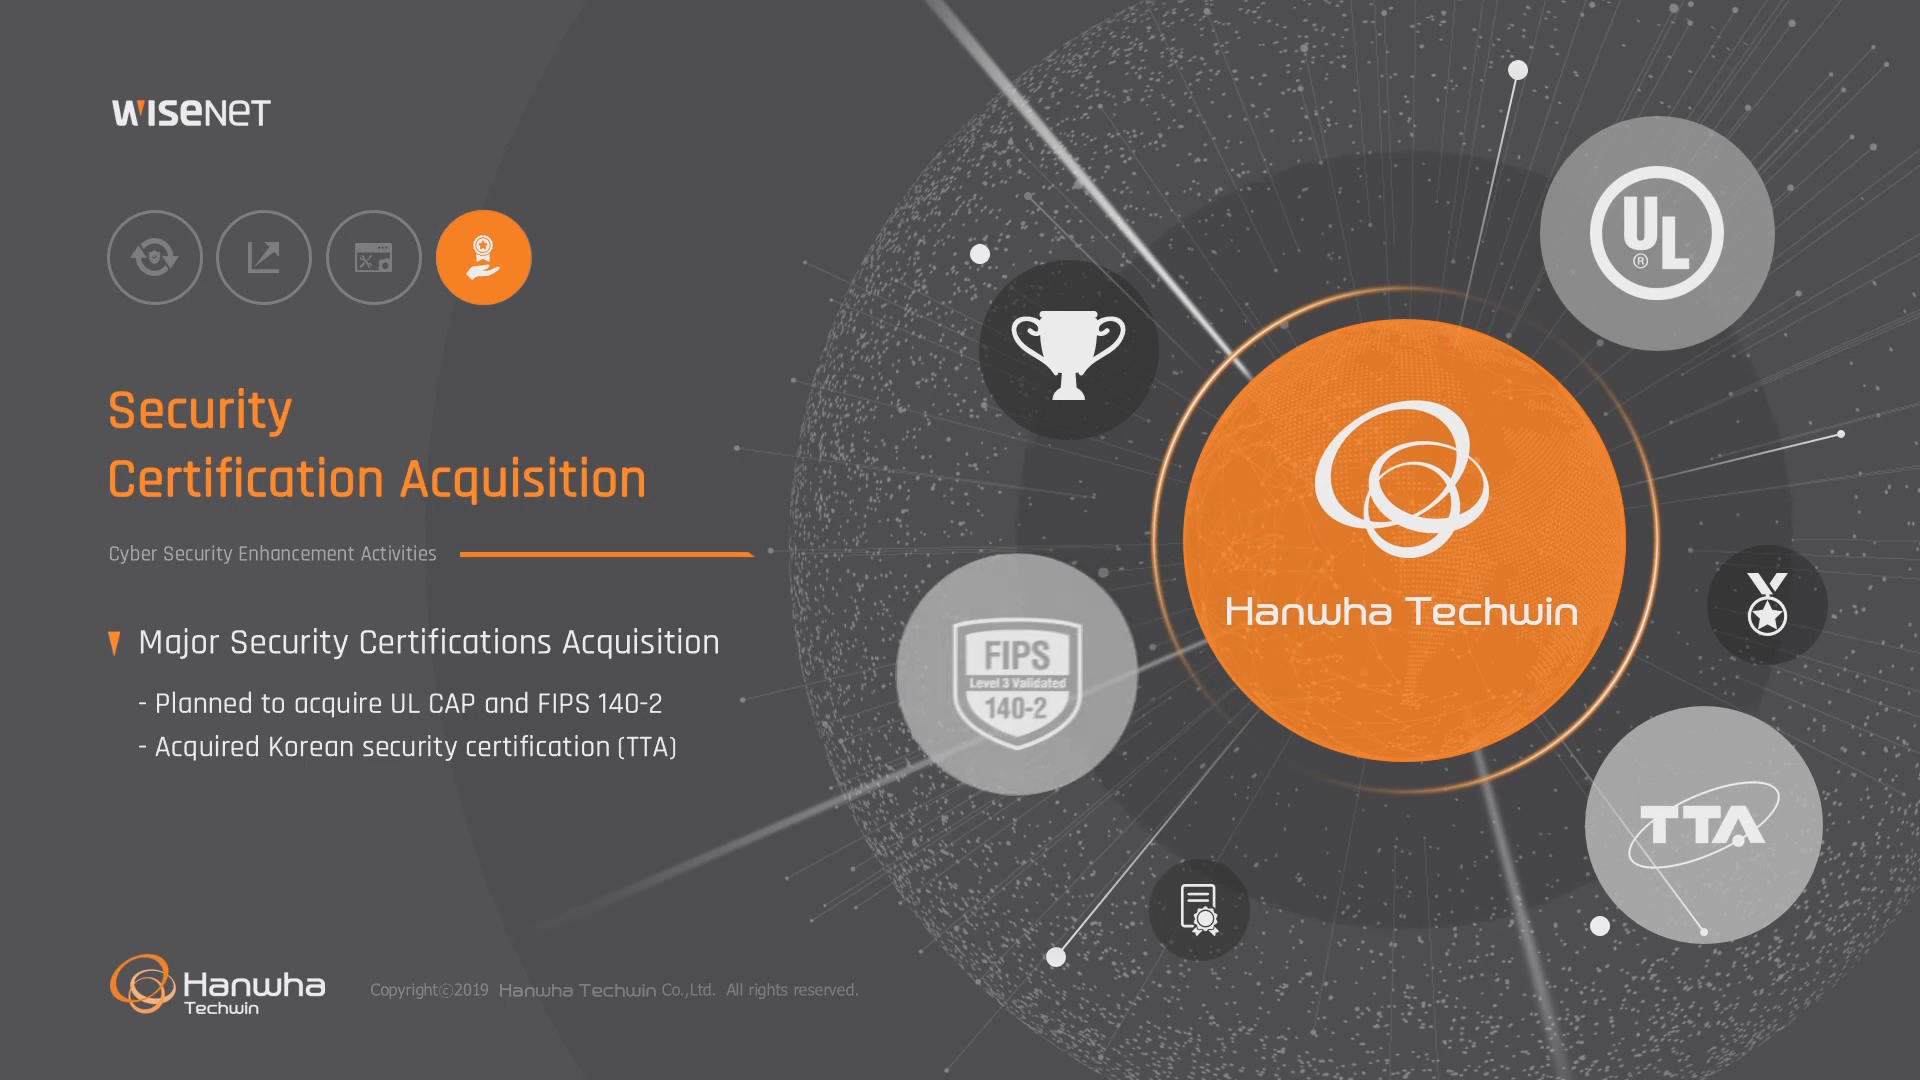 WISENET
Security
Certification Acquisition
Cyber Security Enhancement Activities
Major Security Certifications Acquisition
- Planned to acquire UL CAP and FIPS 140-2
- Acquired Korean security certification (TTA)
UL
®
Hanwha Techwin
FIPS
Level 3 Validated
140-2
TTA
Hanwha
Techwin
Copyrightⓒ2019 Hanwha Techwin Co.,Ltd. All rights reserved.